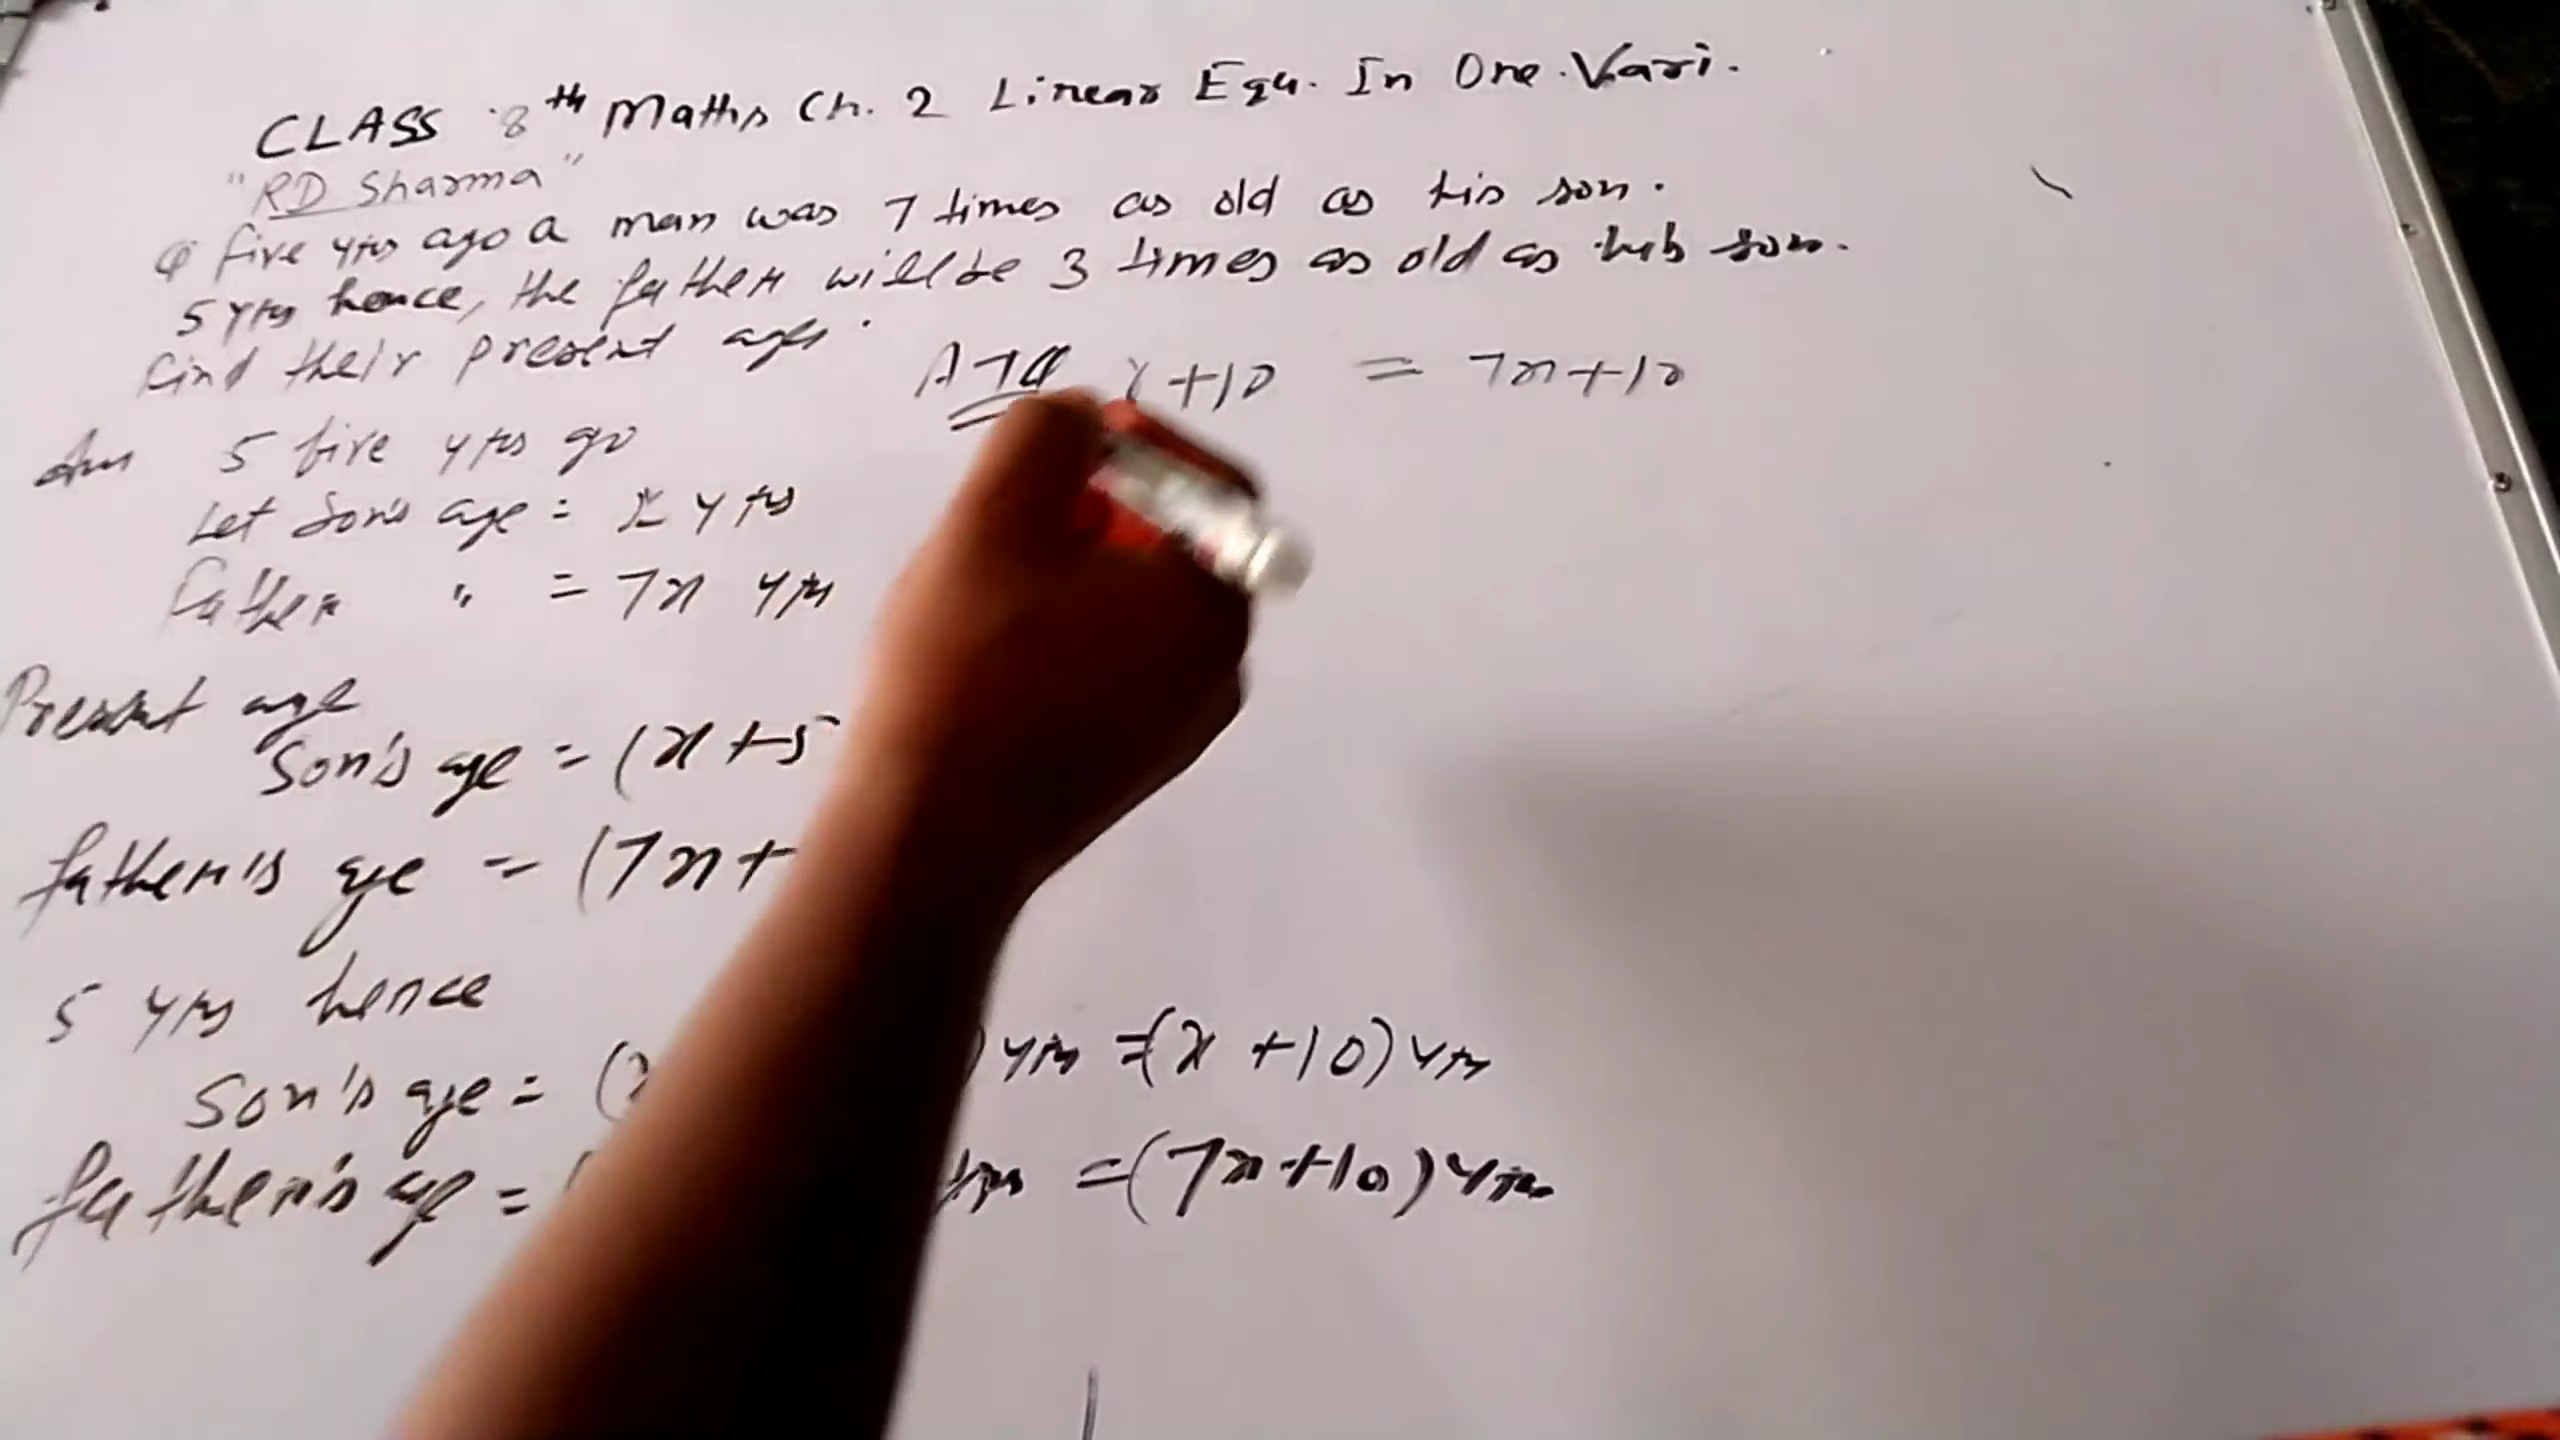 CLASS 8th Maths Ch. 2 Linear Equ. In One Vari.
"RD Sharma"
Q five yrs ago a man was 7 times as old as his son.
5 yrs hence, the father will be 3 times as old as his son.
find their present ages.
ATQ x+10 = 7x+10
Ans 5 five yrs go
Let Son's age = x yrs
Father " = 7x yrs
Present age
Son's age = (x+5
father's age = (7x+
5 yrs hence
Son's age = ( ) yrs =(x+10) yrs
father's age = ( yrs =(7x+10) yrs